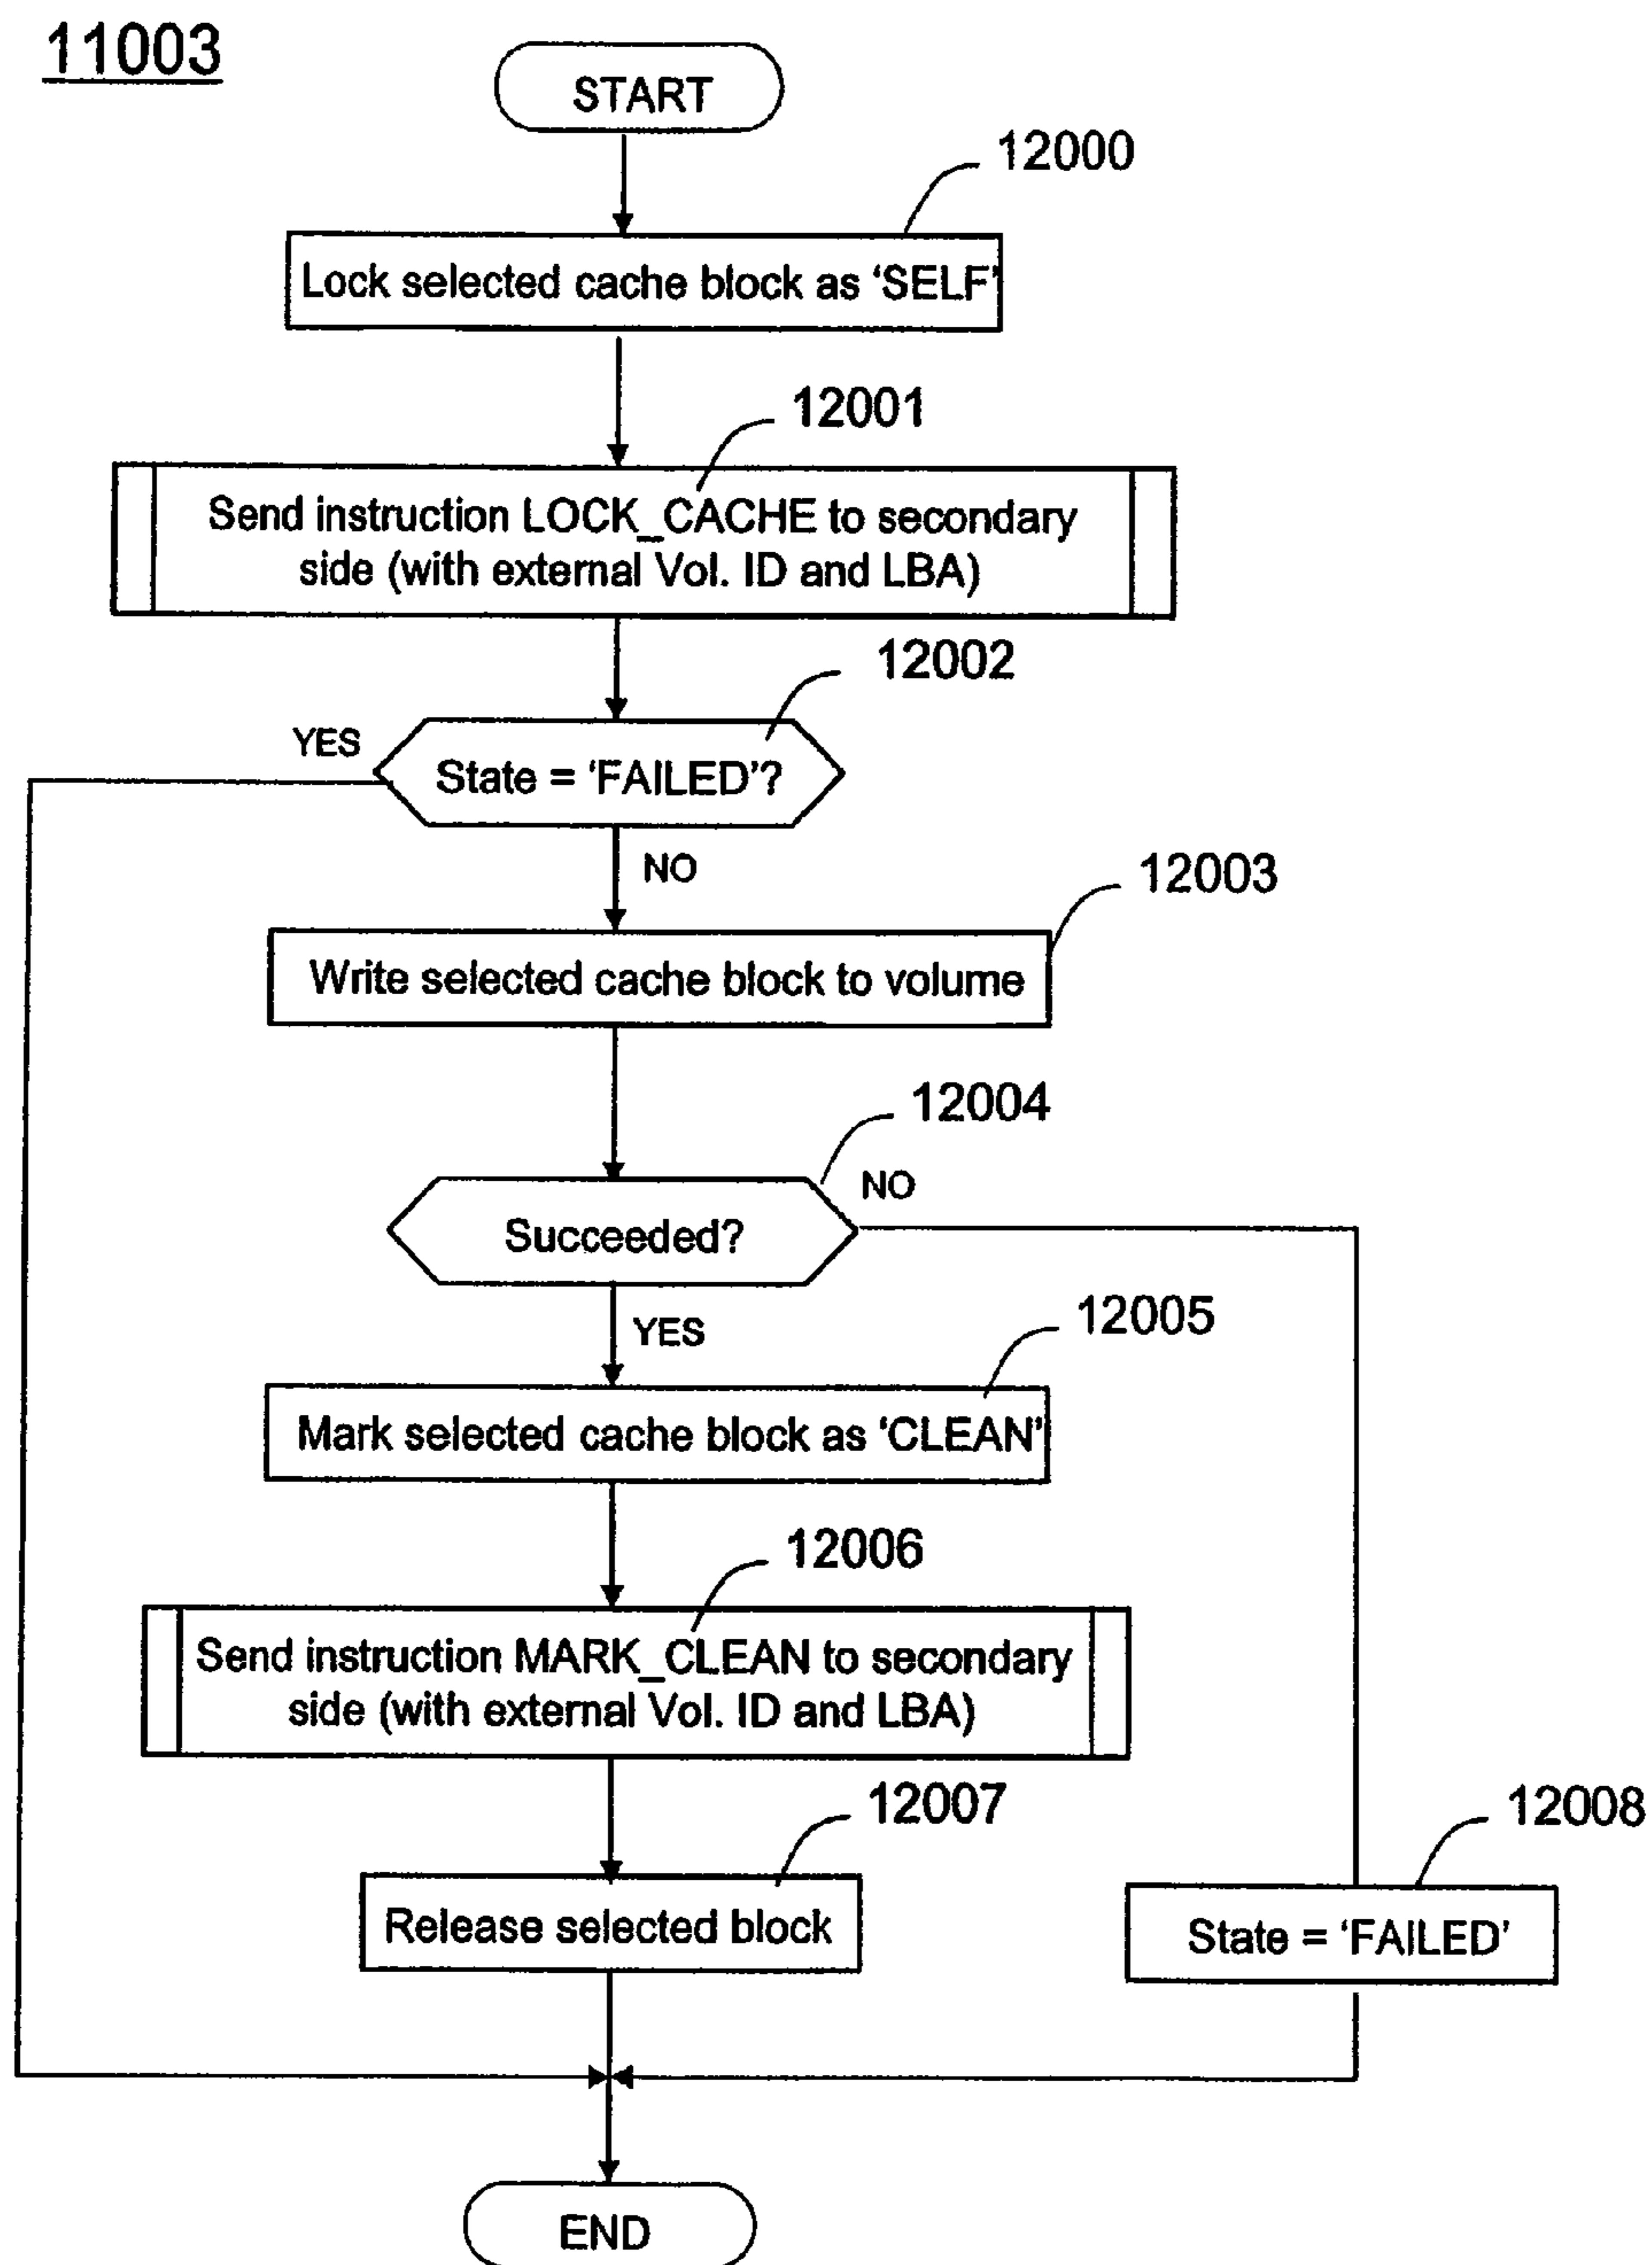 11003
START
12000
Lock selected cache block as ‘SELF’
12001
Send instruction LOCK_CACHE to secondary
side (with external Vol. ID and LBA)
12002
YES
State = ‘FAILED’?
NO
12003
Write selected cache block to volume
12004
NO
Succeeded?
YES
12005
Mark selected cache block as ‘CLEAN’
12006
Send instruction MARK_CLEAN to secondary
side (with external Vol. ID and LBA)
12007
12008
Release selected block
State = ‘FAILED’
END